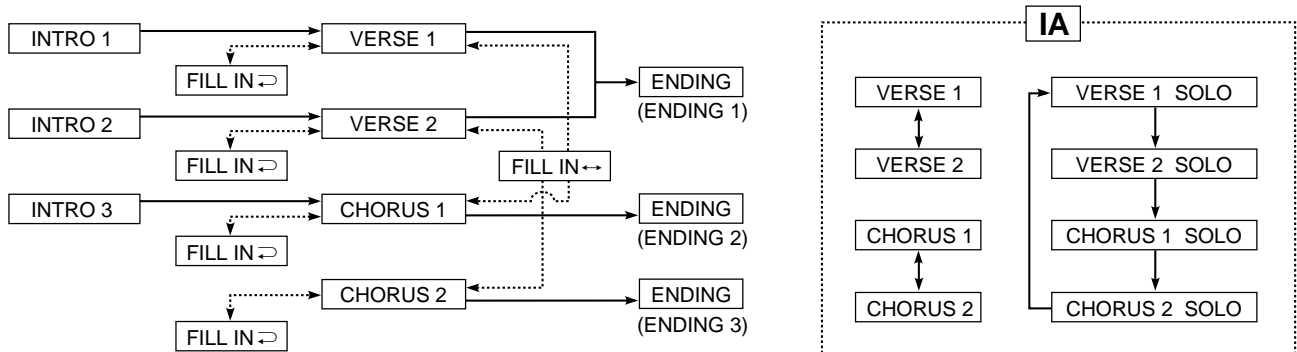 INTRO 1
VERSE 1
FILL IN ⊃
ENDING
(ENDING 1)
INTRO 2
VERSE 2
FILL IN ⊃
FILL IN ↔
INTRO 3
CHORUS 1
FILL IN ⊃
ENDING
(ENDING 2)
CHORUS 2
FILL IN ⊃
ENDING
(ENDING 3)
IA
VERSE 1
VERSE 2
CHORUS 1
CHORUS 2
VERSE 1 SOLO
VERSE 2 SOLO
CHORUS 1 SOLO
CHORUS 2 SOLO